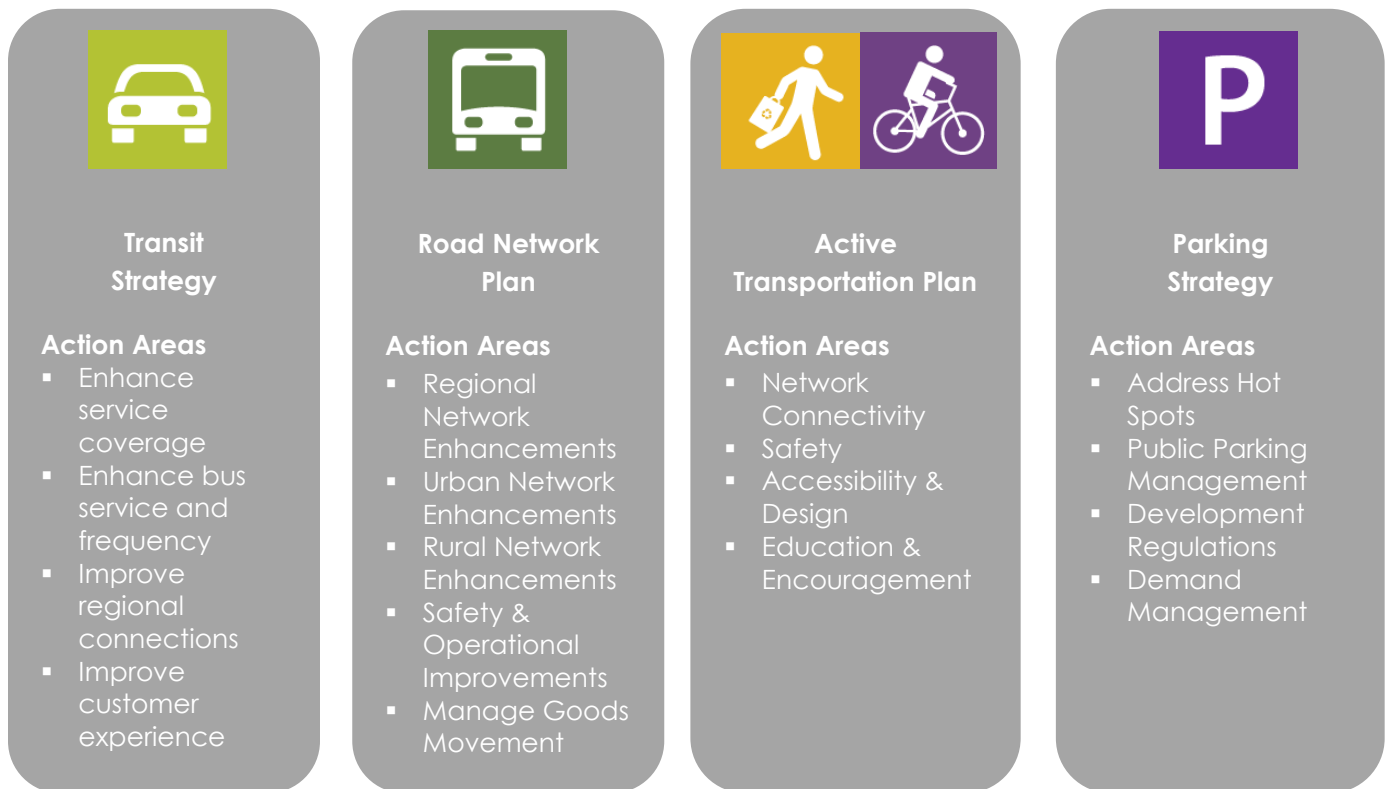 Transit
Strategy
Action Areas
▪ Enhance
service
coverage
▪ Enhance bus
service and
frequency
▪ Improve
regional
connections
▪ Improve
customer
experience
Road Network
Plan
Action Areas
▪ Regional
Network
Enhancements
▪ Urban Network
Enhancements
▪ Rural Network
Enhancements
▪ Safety &
Operational
Improvements
▪ Manage Goods
Movement
Active
Transportation Plan
Action Areas
▪ Network
Connectivity
▪ Safety
▪ Accessibility &
Design
▪ Education &
Encouragement
P
Parking
Strategy
Action Areas
▪ Address Hot
Spots
▪ Public Parking
Management
▪ Development
Regulations
▪ Demand
Management